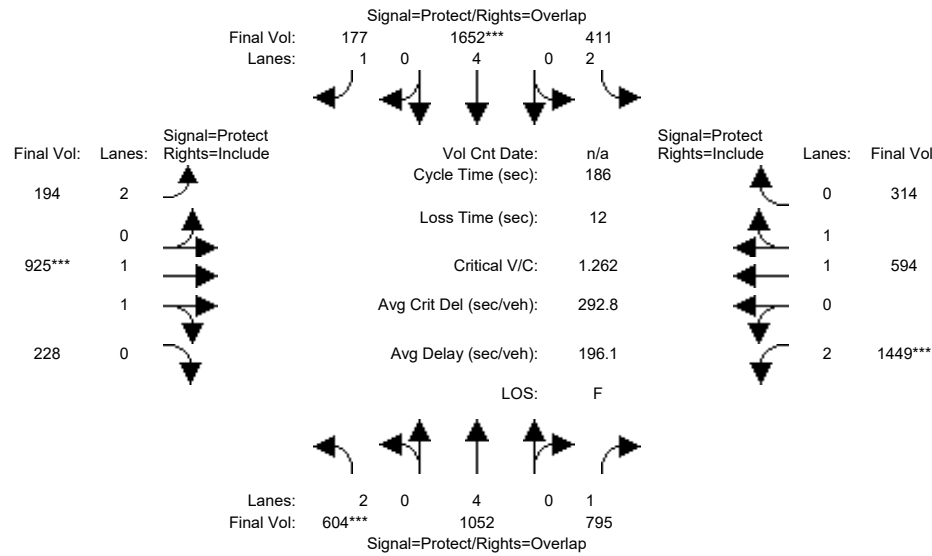 Signal=Protect/Rights=Overlap
Final Vol: 177 1652*** 411
Lanes: 1 0 4 0 2
Signal=Protect Signal=Protect
Final Vol: Lanes: Rights=Include Vol Cnt Date: n/a Rights=Include Lanes: Final Vol
Cycle Time (sec): 186
194 2 0 314
Loss Time (sec): 12
0 1
925*** 1 Critical V/C: 1.262 1 594
1 Avg Crit Del (sec/veh): 292.8 0
228 0 Avg Delay (sec/veh): 196.1 2 1449***
LOS: F
Lanes: 2 0 4 0 1
Final Vol: 604*** 1052 795
Signal=Protect/Rights=Overlap